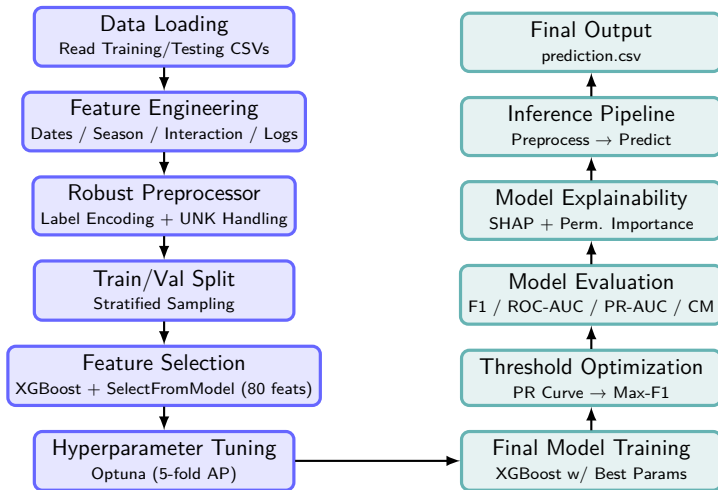 Data Loading
Read Training/Testing CSVs
Feature Engineering
Dates / Season / Interaction / Logs
Robust Preprocessor
Label Encoding + UNK Handling
Train/Val Split
Stratified Sampling
Feature Selection
XGBoost + SelectFromModel (80 feats)
Hyperparameter Tuning
Optuna (5-fold AP)
Final Model Training
XGBoost w/ Best Params
Threshold Optimization
PR Curve → Max-F1
Model Evaluation
F1 / ROC-AUC / PR-AUC / CM
Model Explainability
SHAP + Perm. Importance
Inference Pipeline
Preprocess → Predict
Final Output
prediction.csv